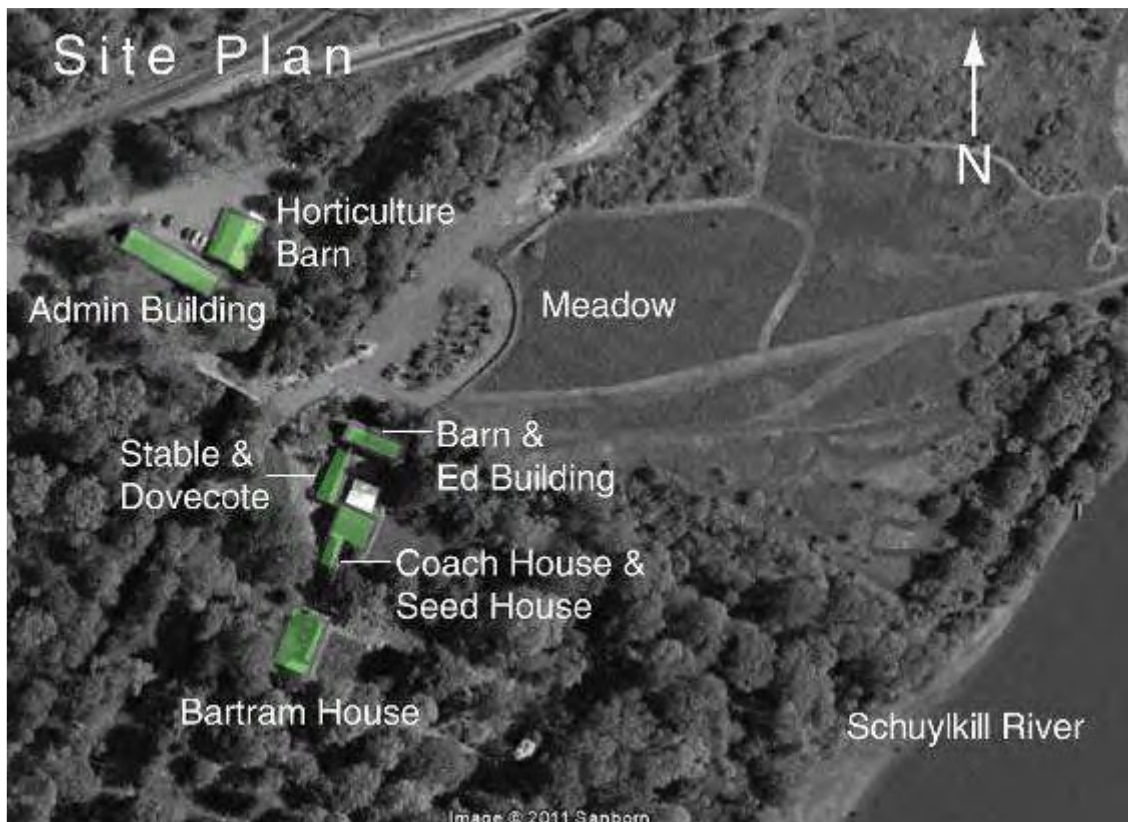 Site Plan
N
Horticulture
Barn
Admin Building
Meadow
Barn &
Ed Building
Stable &
Dovecote
Coach House &
Seed House
Bartram House
Schuylkill River
Image © 2011 Sanborn